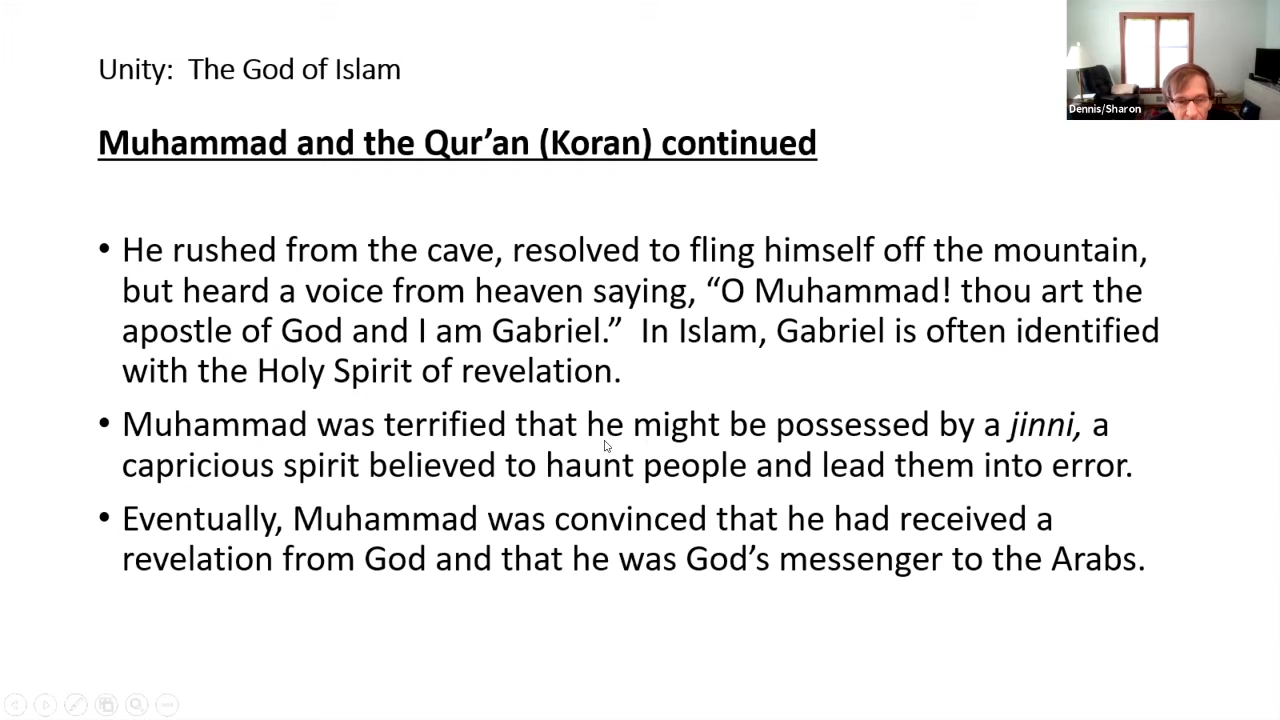 Unity:  The God of Islam
Dennis/Sharon
Muhammad and the Qur’an (Koran) continued
• He rushed from the cave, resolved to fling himself off the mountain,
but heard a voice from heaven saying, “O Muhammad! thou art the
apostle of God and I am Gabriel.”  In Islam, Gabriel is often identified
with the Holy Spirit of revelation.
• Muhammad was terrified that he might be possessed by a jinni, a
capricious spirit believed to haunt people and lead them into error.
• Eventually, Muhammad was convinced that he had received a
revelation from God and that he was God’s messenger to the Arabs.